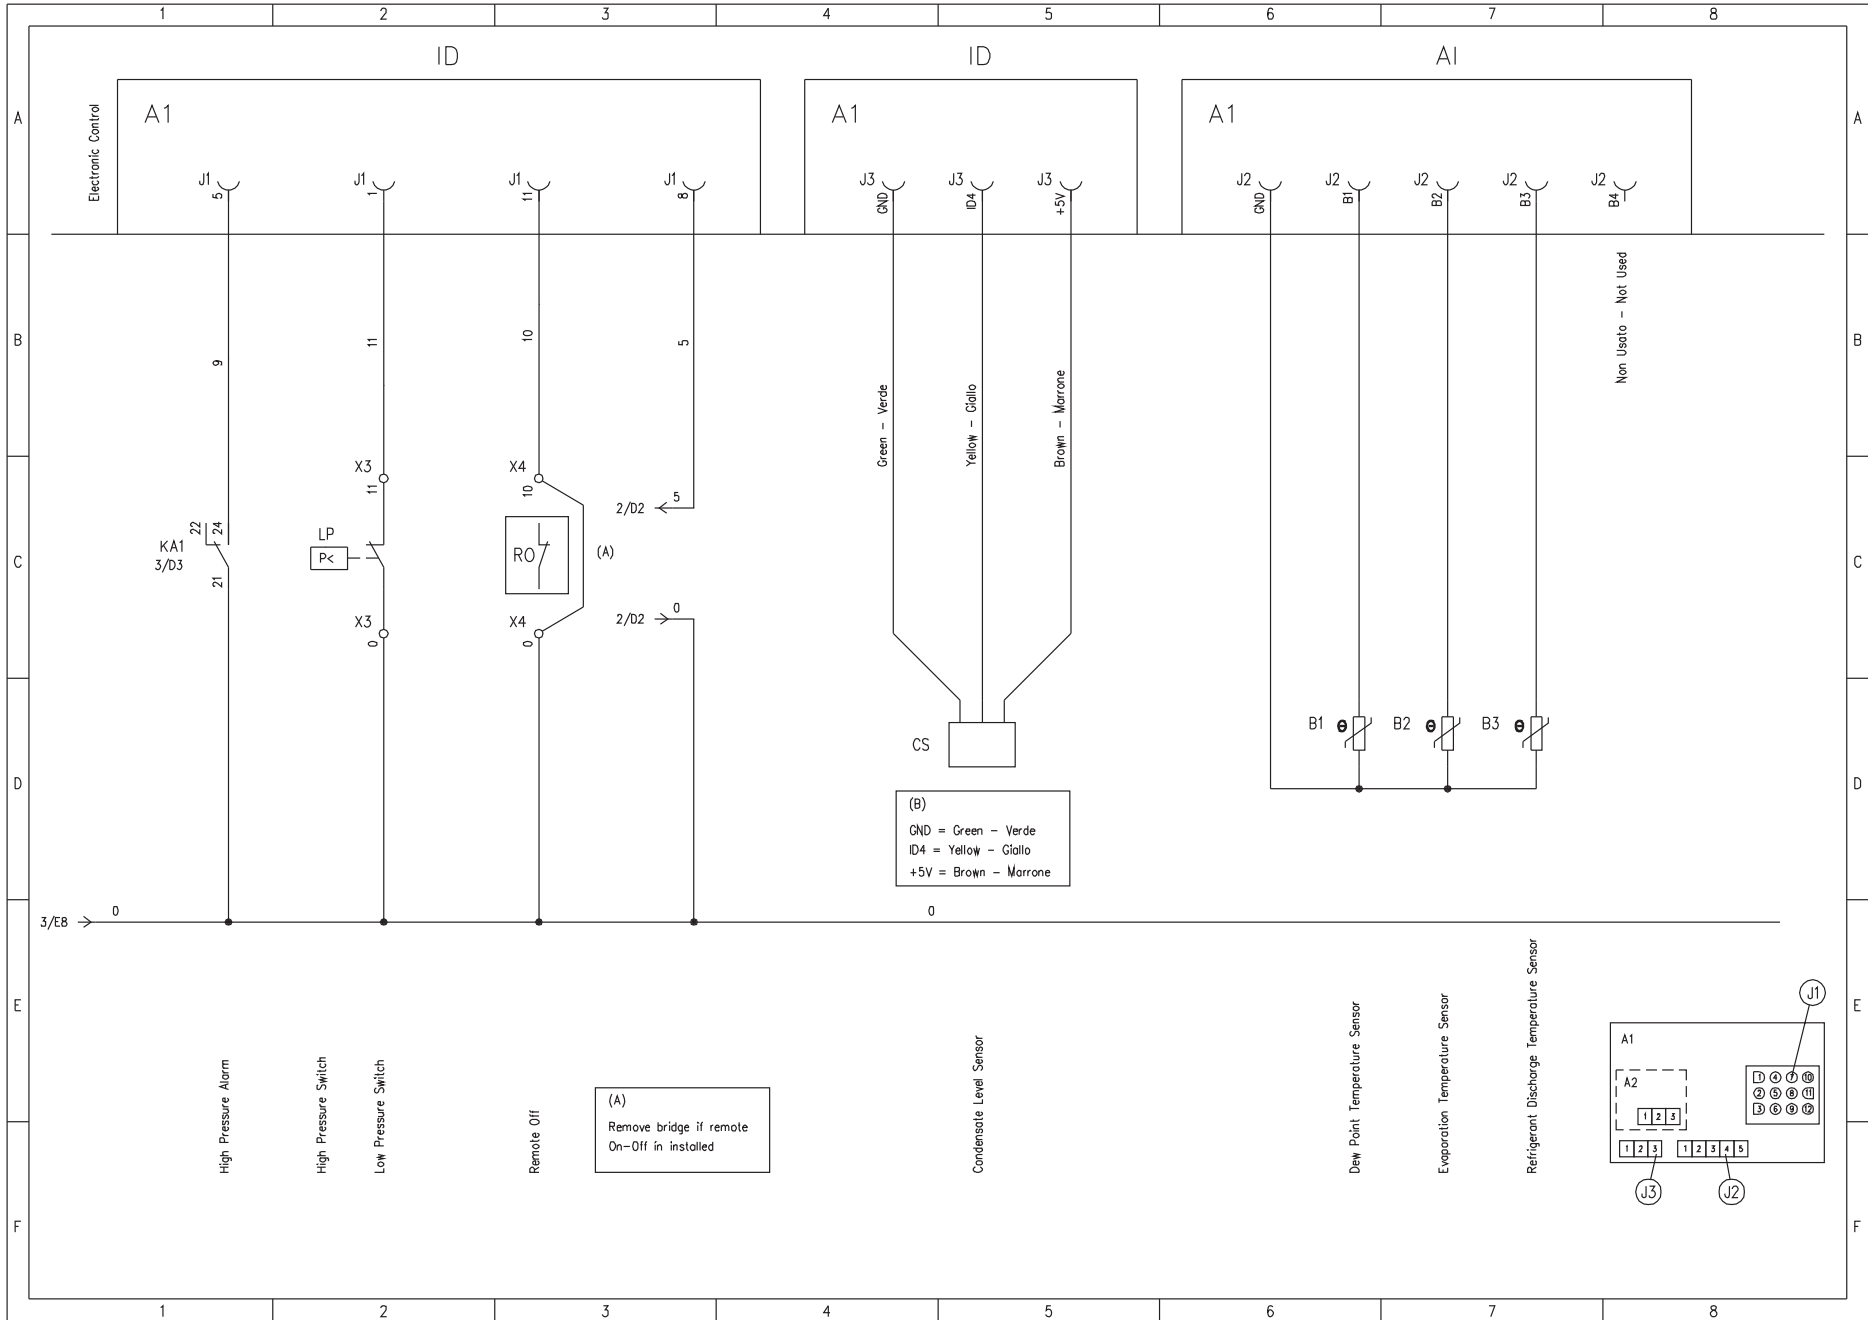 1 2 3 4 5 6 7 8
ID ID AI
A A
Electronic Control
A1 A1 A1
J1 J1 J1 J1 J3 J3 J3 J2 J2 J2 J2 J2
5 1 11 8 GND ID4 +5V GND B1 B2 B3 B4
B B
9 11 10 5
Green - Verde
Yellow - Giallo
Brown - Marrone
Non Usato - Not Used
X3 X4
11 10
2/D2 5
22 24
KA1
3/D3
21
LP
P<
RO
(A)
C C
2/D2 0
X3 X4
0 0
B1 θ B2 θ B3 θ
CS
D D
(B)
GND = Green - Verde
ID4 = Yellow - Giallo
+5V = Brown - Marrone
3/E8 0 0
E E
High Pressure Alarm
High Pressure Switch
Low Pressure Switch
Remote Off
(A)
Remove bridge if remote
On-Off in installed
Condensate Level Sensor
Dew Point Temperature Sensor
Evaporation Temperature Sensor
Refrigerant Discharge Temperature Sensor
J1
A1
A2
1 4 7 10
2 5 8 11
3 6 9 12
1 2 3
1 2 3 1 2 3 4 5
J3 J2
F F
1 2 3 4 5 6 7 8